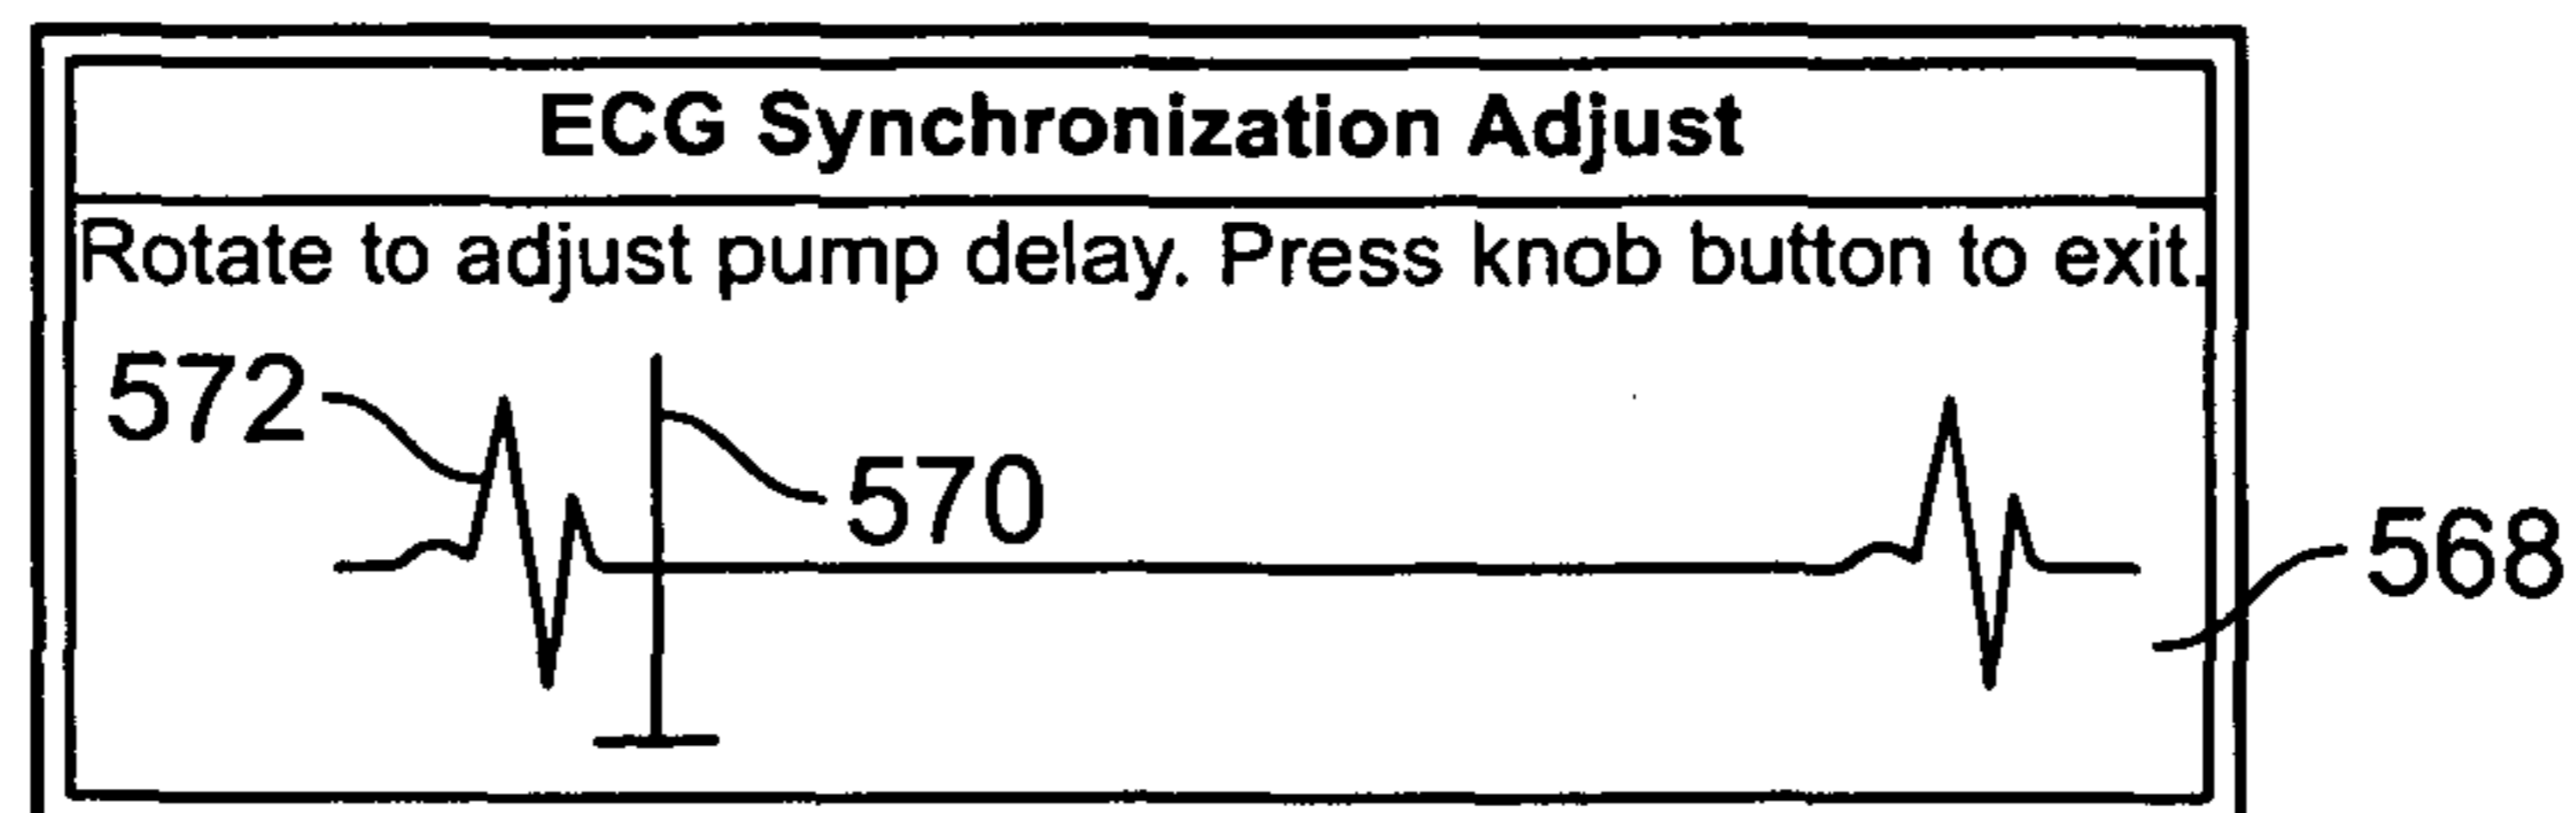 ECG Synchronization Adjust
Rotate to adjust pump delay. Press knob button to exit.
572
570
568